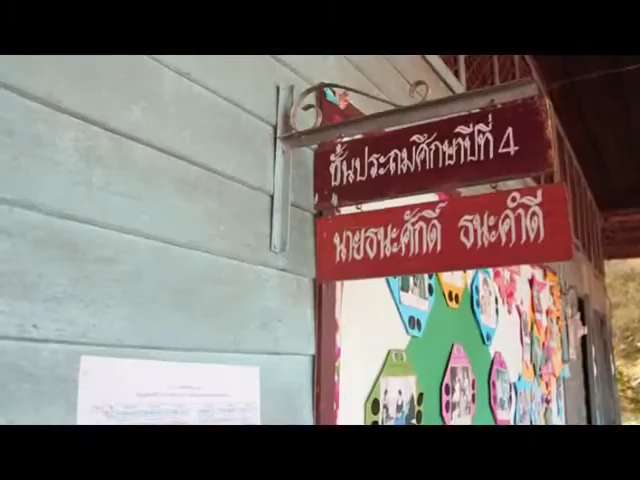 ชั้นประถมศึกษาปีที่ 4
นายธนะศักดิ์ ธนะคำดี